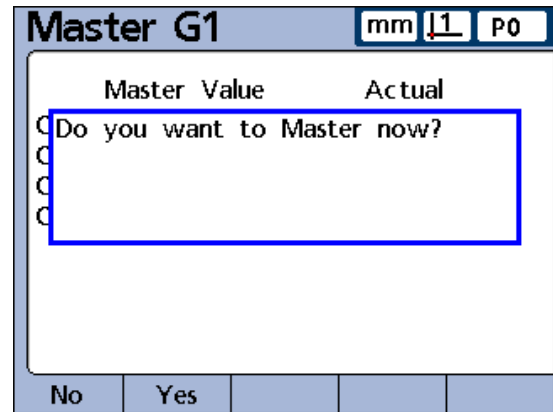 Master G1 mm 1 P0
Master Value Actual
Do you want to Master now?
No Yes